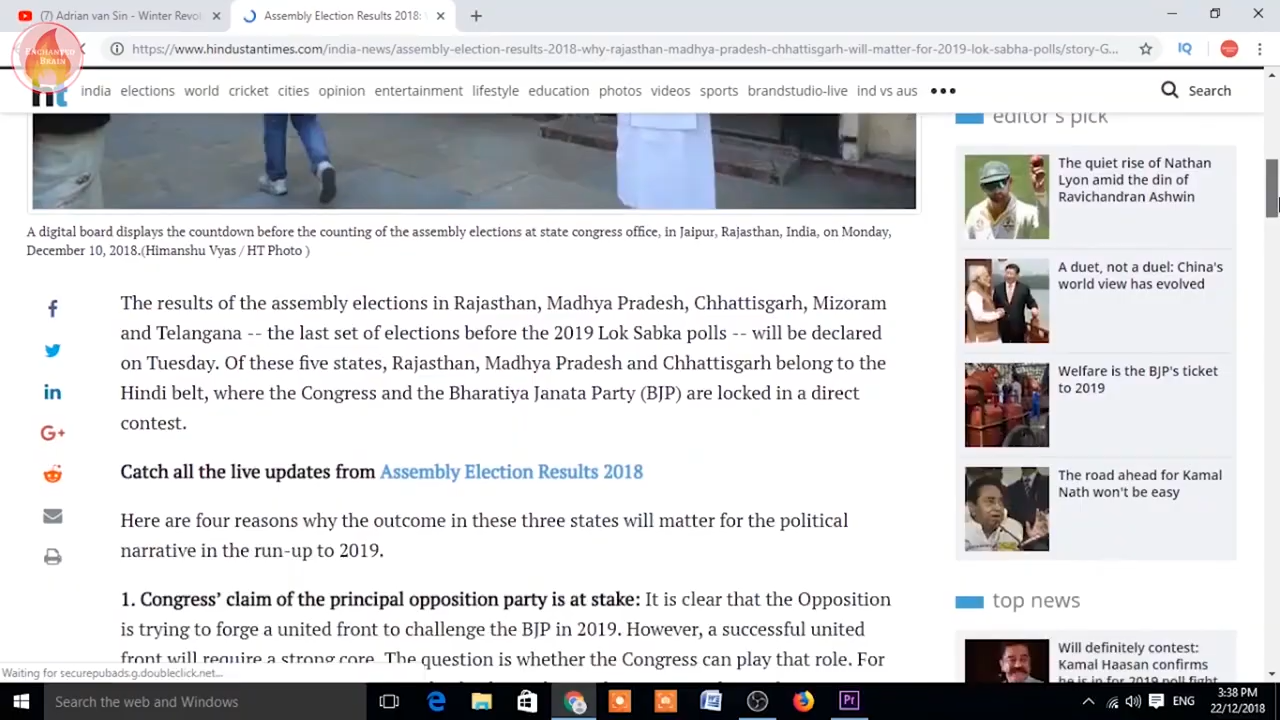 Adrian van Sin - Winter Revol
Assembly Election Results 2018:
ENCHANTED
BRAIN
https://www.hindustantimes.com/india-news/assembly-election-results-2018-why-rajasthan-madhya-pradesh-chhattisgarh-will-matter-for-2019-lok-sabha-polls/story-G...
IQ
ht
india elections world cricket cities opinion entertainment lifestyle education photos videos sports brandstudio-live ind vs aus
Search
A digital board displays the countdown before the counting of the assembly elections at state congress office, in Jaipur, Rajasthan, India, on Monday,
December 10, 2018.(Himanshu Vyas / HT Photo )
f
in
G+
The results of the assembly elections in Rajasthan, Madhya Pradesh, Chhattisgarh, Mizoram
and Telangana -- the last set of elections before the 2019 Lok Sabka polls -- will be declared
on Tuesday. Of these five states, Rajasthan, Madhya Pradesh and Chhattisgarh belong to the
Hindi belt, where the Congress and the Bharatiya Janata Party (BJP) are locked in a direct
contest.
Catch all the live updates from Assembly Election Results 2018
Here are four reasons why the outcome in these three states will matter for the political
narrative in the run-up to 2019.
1. Congress’ claim of the principal opposition party is at stake: It is clear that the Opposition
is trying to forge a united front to challenge the BJP in 2019. However, a successful united
front will require a strong core. The question is whether the Congress can play that role. For
editor's pick
The quiet rise of Nathan
Lyon amid the din of
Ravichandran Ashwin
A duet, not a duel: China's
world view has evolved
Welfare is the BJP's ticket
to 2019
The road ahead for Kamal
Nath won't be easy
top news
Will definitely contest:
Kamal Haasan confirms
he is in for 2019 poll fight
Waiting for securepubads.g.doubleclick.net...
Search the web and Windows
Pr
ENG
3:38 PM
22/12/2018